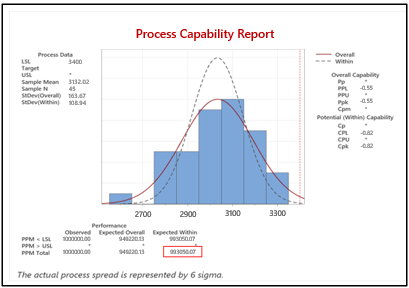 Process Capability Report
Process Data
LSL 3400
Target
USL *
Sample Mean 3132.02
Sample N 45
StDev(Overall) 163.67
StDev(Within) 108.94
Overall
Within
Overall Capability
Pp *
PPL -0.55
PPU *
Ppk -0.55
Cpm *
Potential (Within) Capability
Cp *
CPL -0.82
CPU *
Cpk -0.82
2700 2900 3100 3300
Performance
Observed Expected Overall Expected Within
PPM < LSL 1000000.00 949220.13 993050.07
PPM > USL * * *
PPM Total 1000000.00 949220.13 993050.07
The actual process spread is represented by 6 sigma.